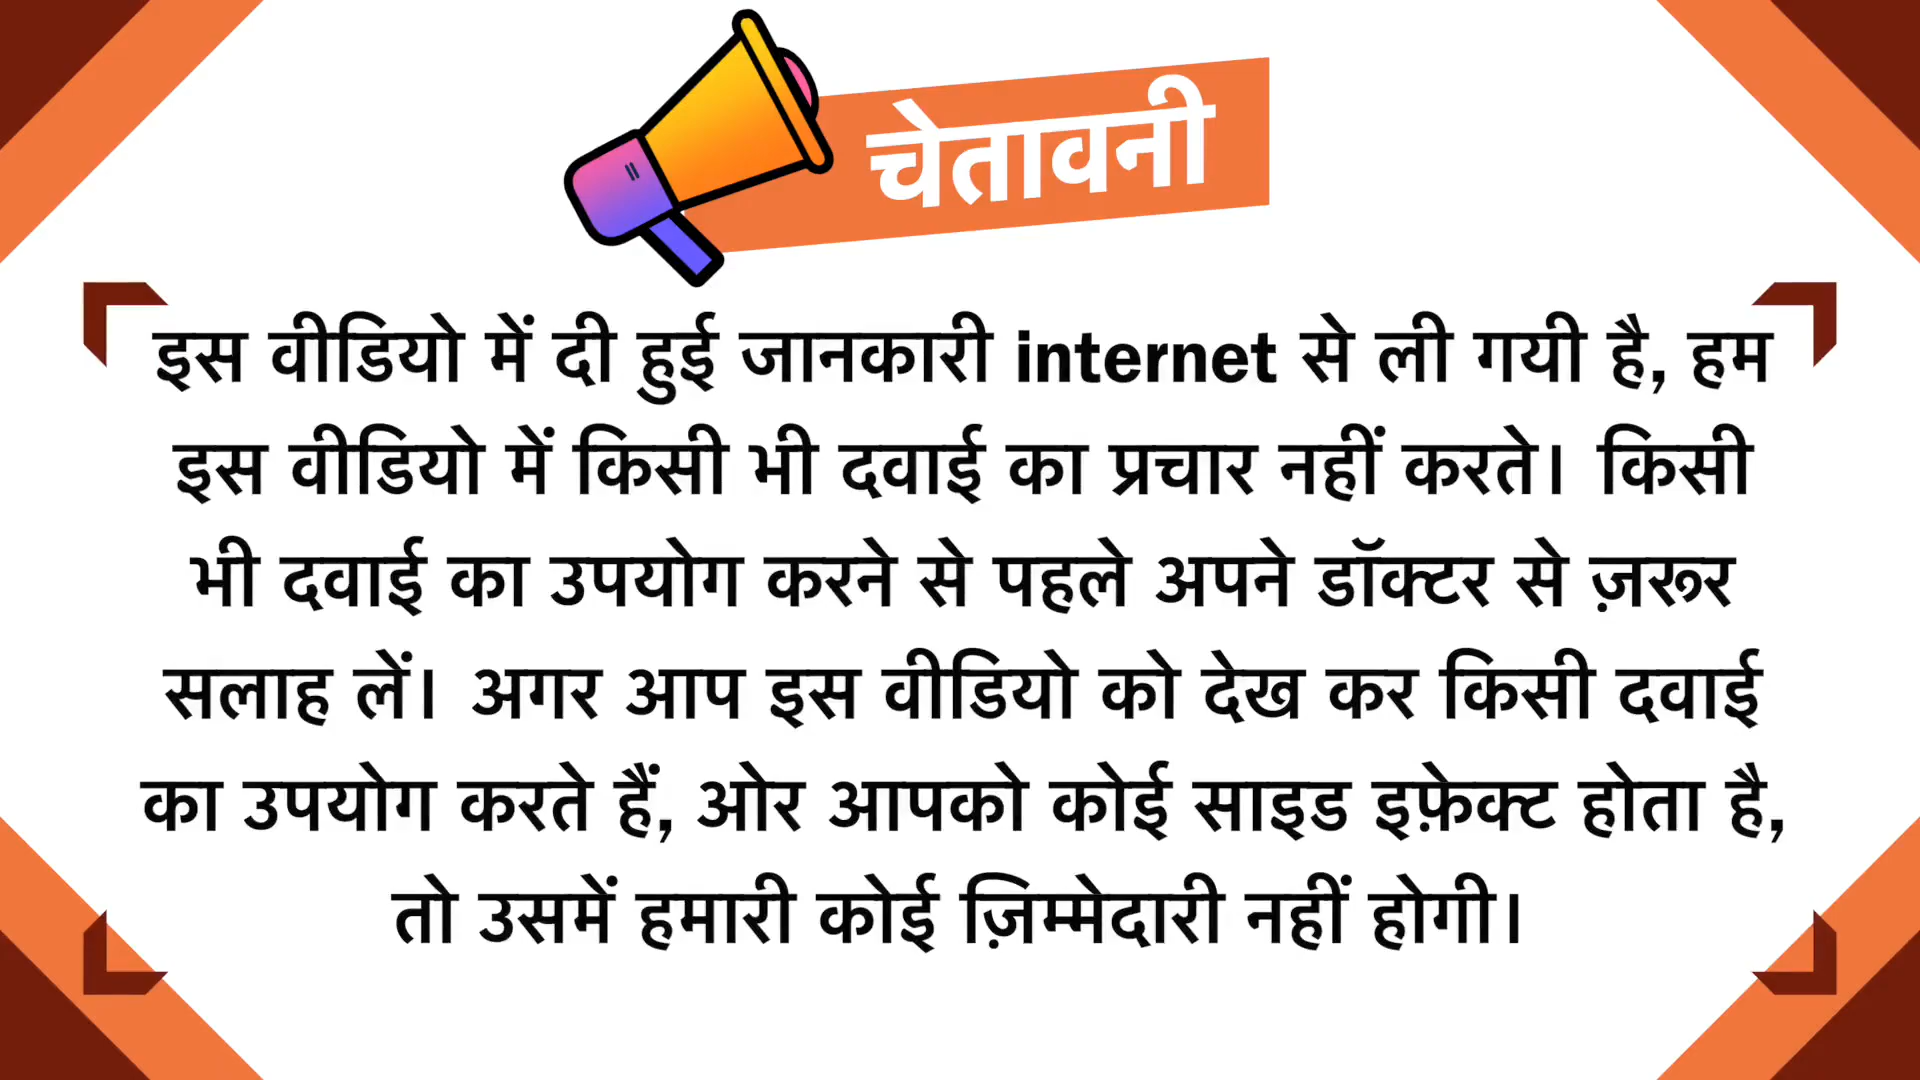 चेतावनी
इस वीडियो में दी हुई जानकारी internet से ली गयी है, हम
इस वीडियो में किसी भी दवाई का प्रचार नहीं करते। किसी
भी दवाई का उपयोग करने से पहले अपने डॉक्टर से ज़रूर
सलाह लें। अगर आप इस वीडियो को देख कर किसी दवाई
का उपयोग करते हैं, ओर आपको कोई साइड इफ़ेक्ट होता है,
तो उसमें हमारी कोई ज़िम्मेदारी नहीं होगी।